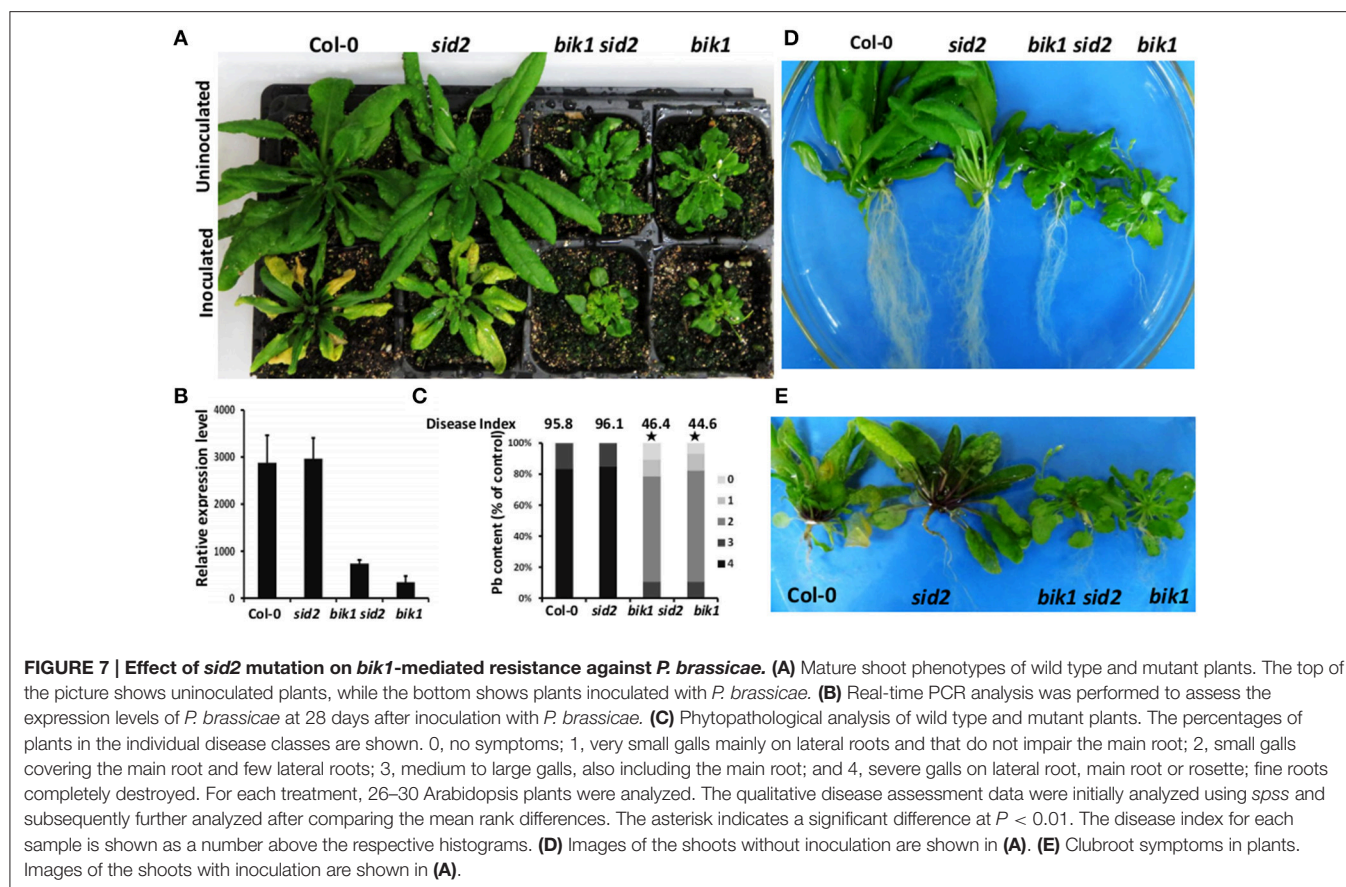 A
Col-0 sid2 bik1 sid2 bik1
Uninoculated
Inoculated
D
Col-0 sid2 bik1 sid2 bik1
B
Relative expression level
4000
3000
2000
1000
0
Col-0 sid2 bik1 sid2 bik1
C
Disease Index 95.8 96.1 46.4 44.6
★ ★
Pb content (% of control)
100%
80%
60%
40%
20%
0%
0
1
2
3
4
Col-0 sid2 bik1 sid2 bik1
E
Col-0 sid2 bik1 sid2 bik1
FIGURE 7 | Effect of sid2 mutation on bik1-mediated resistance against P. brassicae. (A) Mature shoot phenotypes of wild type and mutant plants. The top of
the picture shows uninoculated plants, while the bottom shows plants inoculated with P. brassicae. (B) Real-time PCR analysis was performed to assess the
expression levels of P. brassicae at 28 days after inoculation with P. brassicae. (C) Phytopathological analysis of wild type and mutant plants. The percentages of
plants in the individual disease classes are shown. 0, no symptoms; 1, very small galls mainly on lateral roots and that do not impair the main root; 2, small galls
covering the main root and few lateral roots; 3, medium to large galls, also including the main root; and 4, severe galls on lateral root, main root or rosette; fine roots
completely destroyed. For each treatment, 26–30 Arabidopsis plants were analyzed. The qualitative disease assessment data were initially analyzed using spss and
subsequently further analyzed after comparing the mean rank differences. The asterisk indicates a significant difference at P < 0.01. The disease index for each
sample is shown as a number above the respective histograms. (D) Images of the shoots without inoculation are shown in (A). (E) Clubroot symptoms in plants.
Images of the shoots with inoculation are shown in (A).